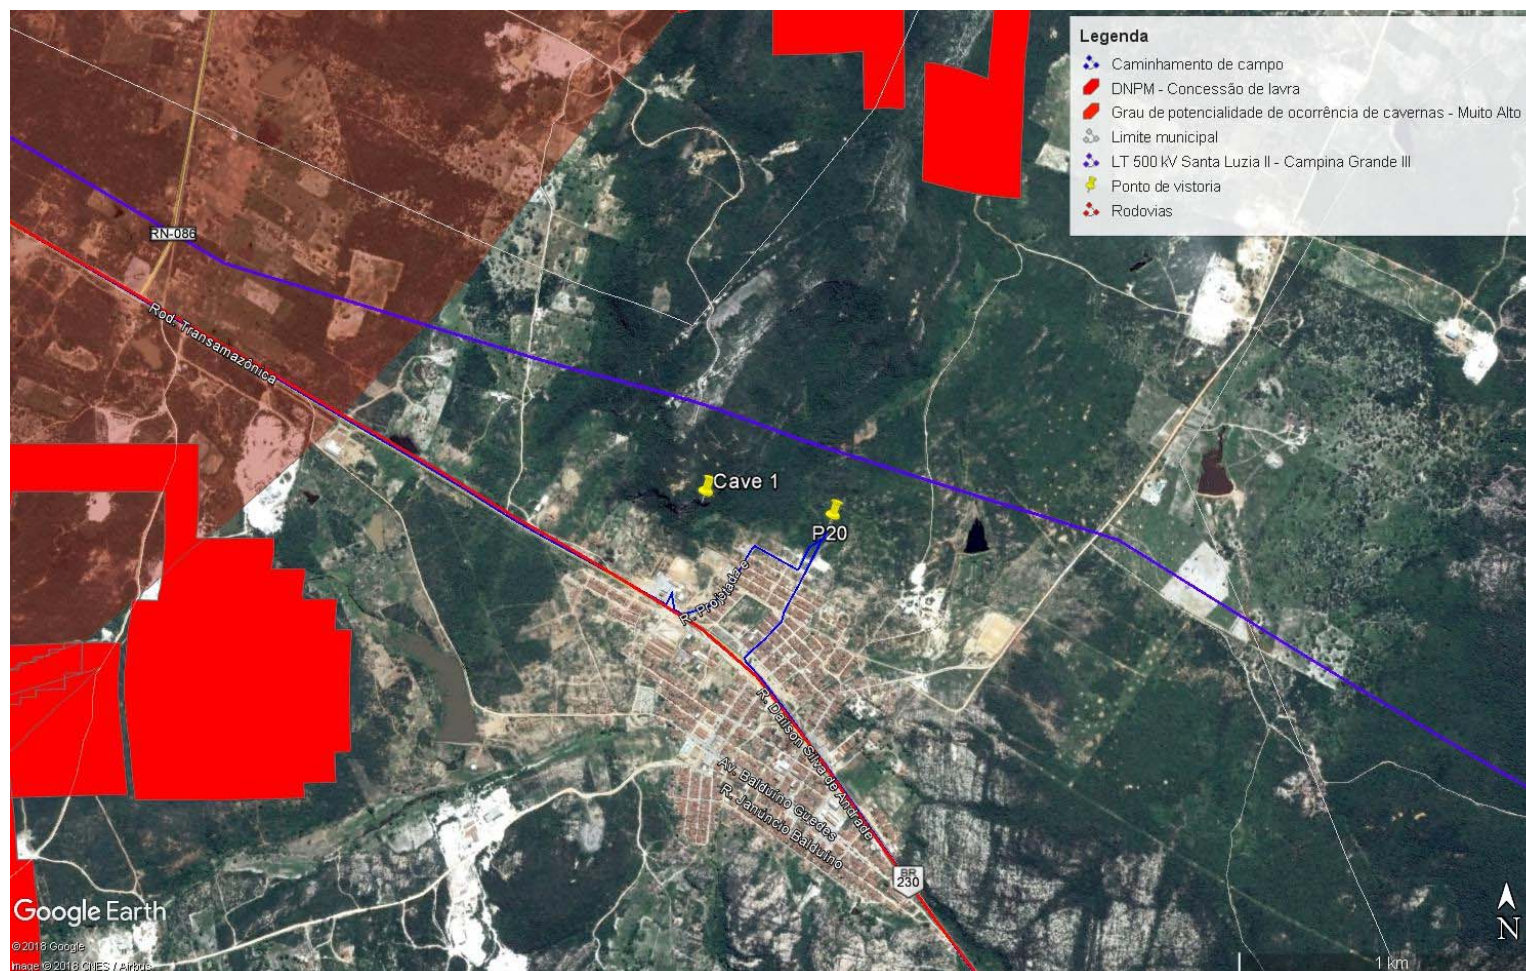 Legenda
Caminhamento de campo
DNPM - Concessão de lavra
Grau de potencialidade de ocorrência de cavernas - Muito Alto
Limite municipal
LT 500 kV Santa Luzia II - Campina Grande III
Ponto de vistoria
Rodovias
RN-086
Rod. Transamazônica
Cave 1
P20
R. Projetada e
R. Dailson Silva de Andrade
Av. Balduíno Guedes
R. Janúncio Balduíno
BR
230
Google Earth
©2018 Google
Image ©2018 CNES / Airbus
N
1 km